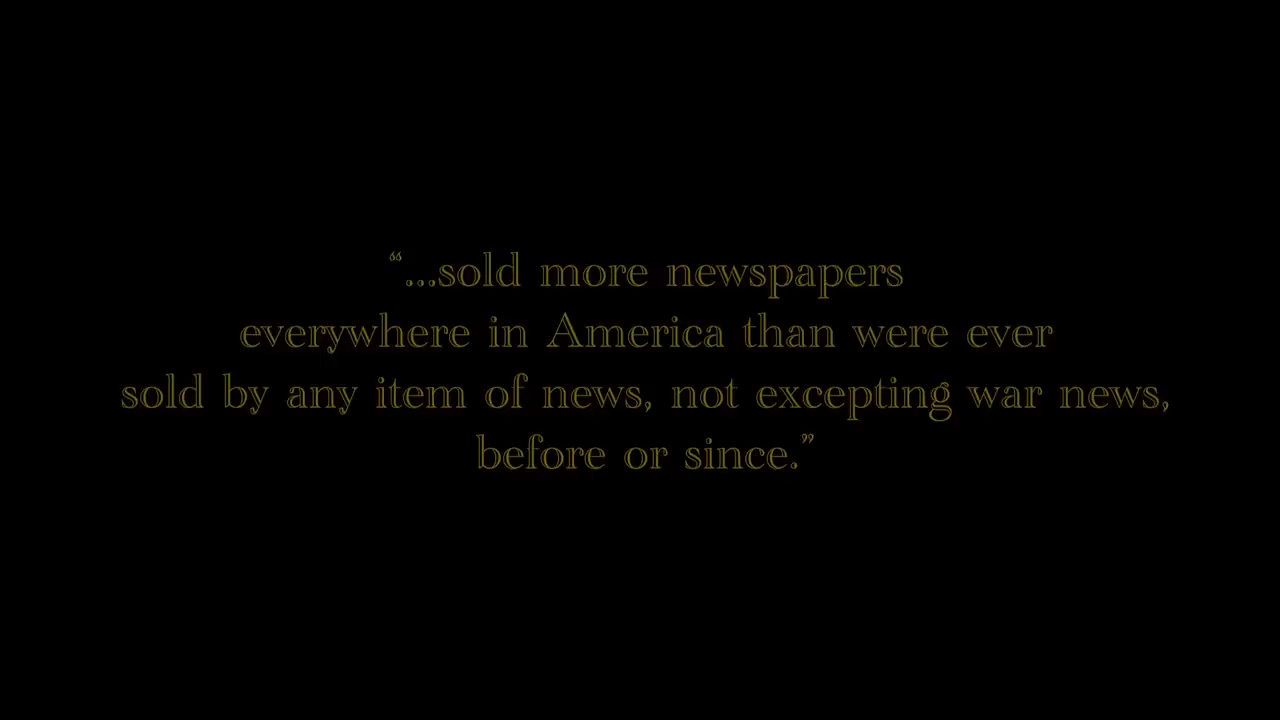 “...sold more newspapers
everywhere in America than were ever
sold by any item of news, not excepting war news,
before or since.”